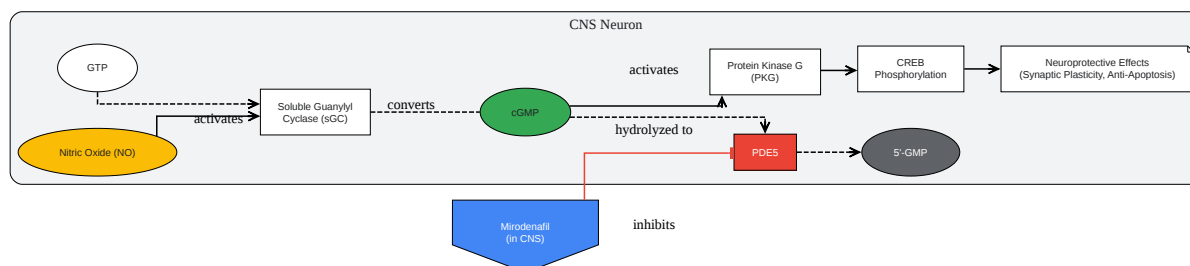 CNS Neuron
GTP
activates
Nitric Oxide (NO)
Soluble Guanylyl
Cyclase (sGC)
converts
cGMP
activates
hydrolyzed to
Protein Kinase G
(PKG)
CREB
Phosphorylation
Neuroprotective Effects
(Synaptic Plasticity, Anti-Apoptosis)
PDE5
5'-GMP
Mirodenafil
(in CNS)
inhibits